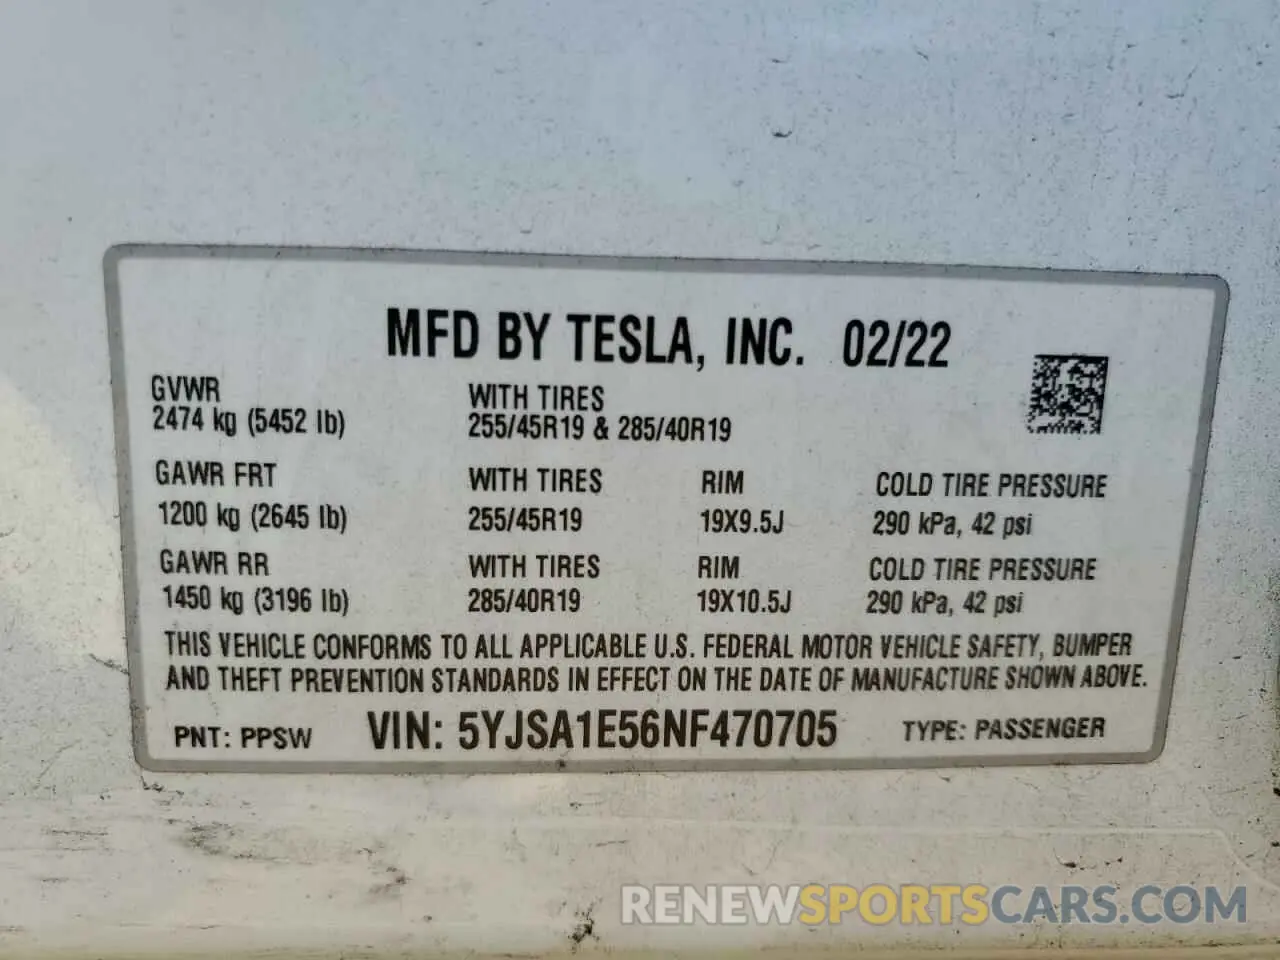 MFD BY TESLA, INC. 02/22
GVWR WITH TIRES
2474 kg (5452 lb) 255/45R19 & 285/40R19
GAWR FRT WITH TIRES RIM COLD TIRE PRESSURE
1200 kg (2645 lb) 255/45R19 19X9.5J 290 kPa, 42 psi
GAWR RR WITH TIRES RIM COLD TIRE PRESSURE
1450 kg (3196 lb) 285/40R19 19X10.5J 290 kPa, 42 psi
THIS VEHICLE CONFORMS TO ALL APPLICABLE U.S. FEDERAL MOTOR VEHICLE SAFETY, BUMPER
AND THEFT PREVENTION STANDARDS IN EFFECT ON THE DATE OF MANUFACTURE SHOWN ABOVE.
PNT: PPSW VIN: 5YJSA1E56NF470705 TYPE: PASSENGER
RENEWSPORTSCARS.COM